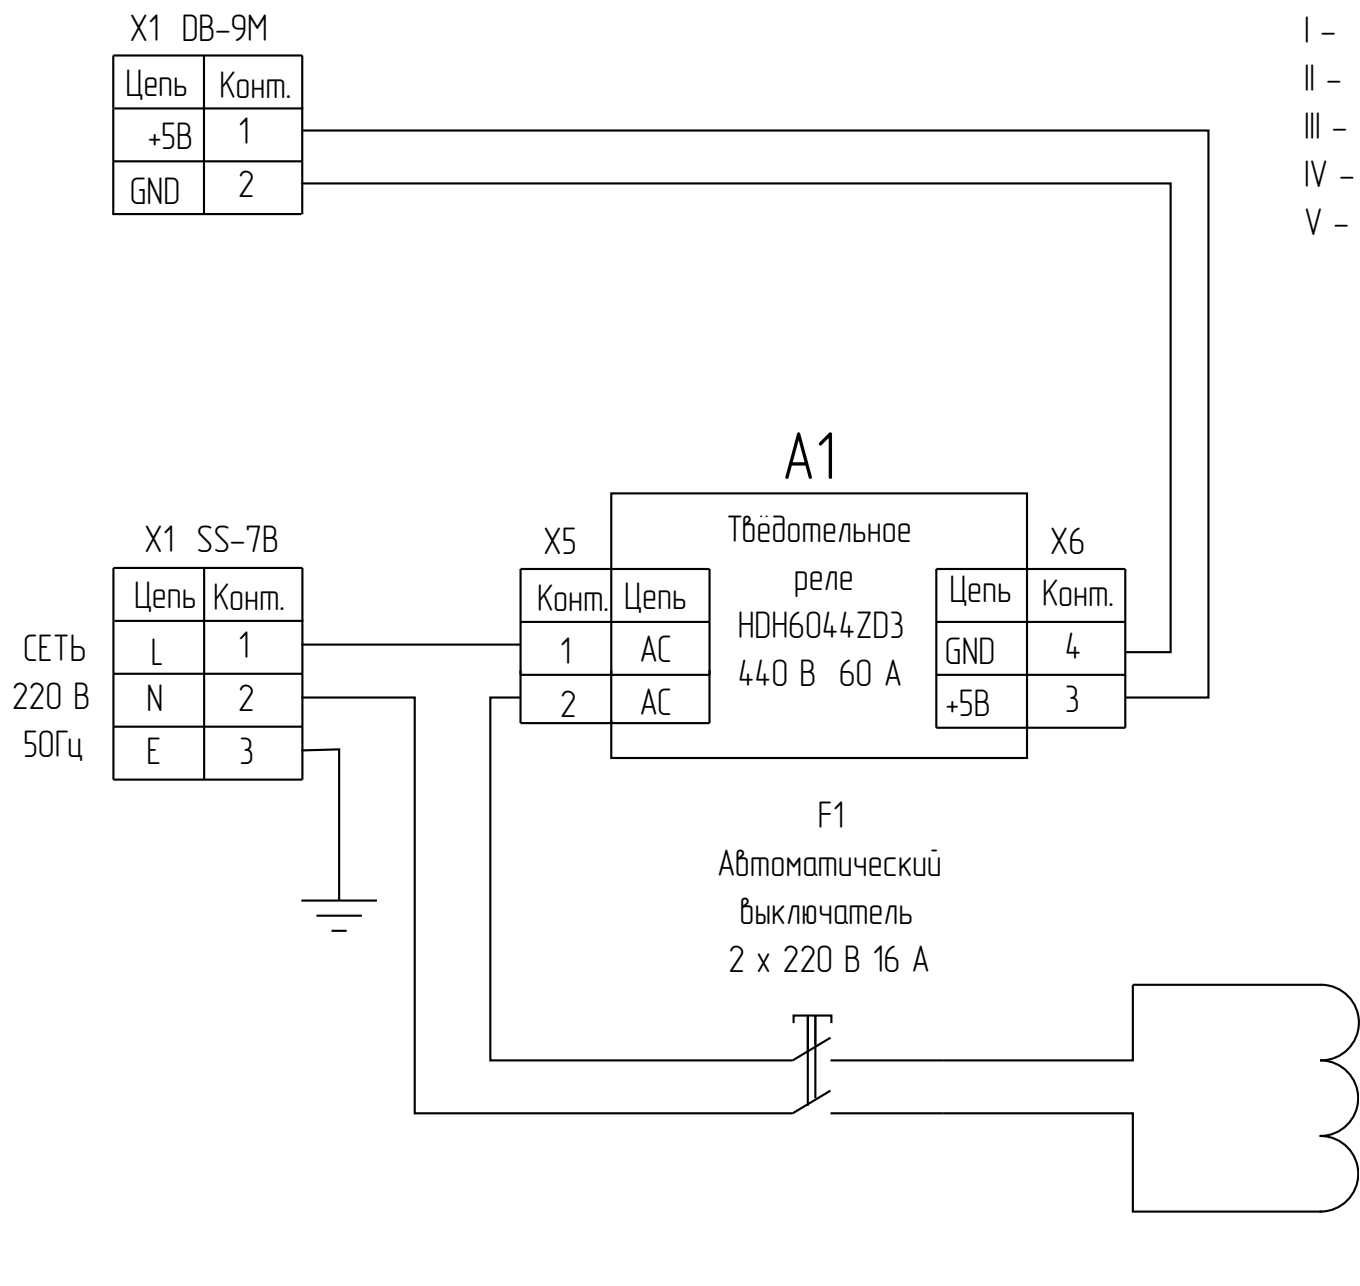 X1 DB-9M
Цепь Конт.
+5В 1
GND 2
I -
II -
III -
IV -
V -
A1
Твёдотельное
реле
HDH6044ZD3
440 В 60 А
X5
Конт. Цепь
1 AC
2 AC
X6
Цепь Конт.
GND 4
+5В 3
X1 SS-7B
Цепь Конт.
L 1
N 2
E 3
СЕТЬ
220 В
50Гц
F1
Автоматический
выключатель
2 x 220 В 16 А